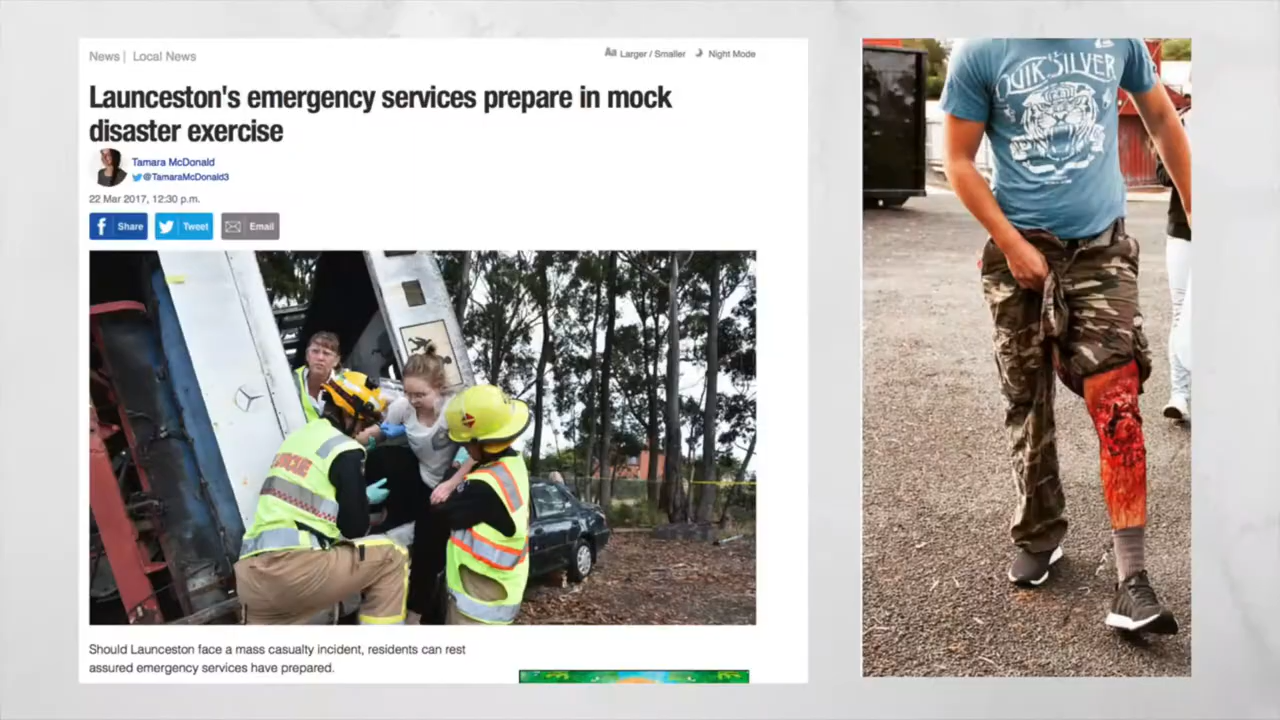 News | Local News
Aa Larger / Smaller Night Mode
Launceston's emergency services prepare in mock
disaster exercise
Tamara McDonald
@TamaraMcDonald3
22 Mar 2017, 12:30 p.m.
f Share Tweet Email
QUIKSILVER
RESCUE
Should Launceston face a mass casualty incident, residents can rest
assured emergency services have prepared.